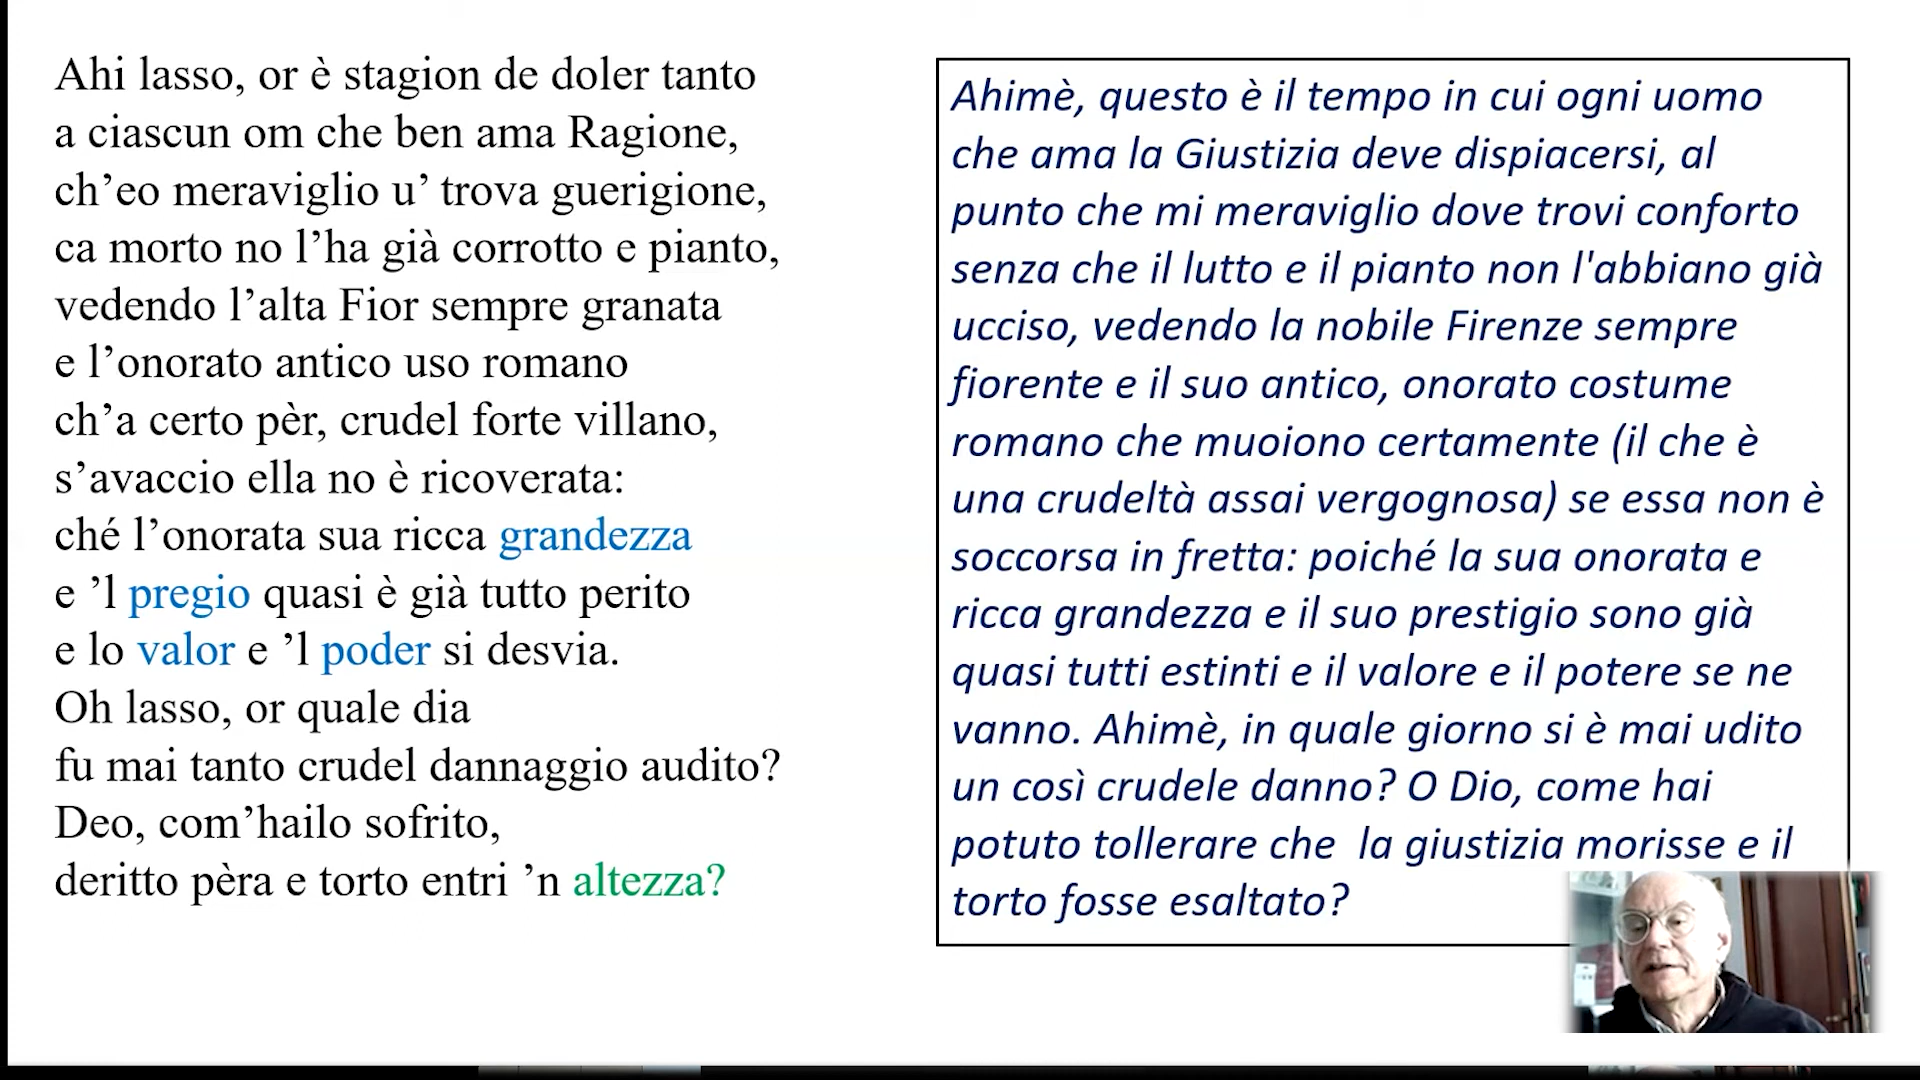 Ahi lasso, or è stagion de doler tanto
a ciascun om che ben ama Ragione,
ch’eo meraviglio u’ trova guerigione,
ca morto no l’ha già corrotto e pianto,
vedendo l’alta Fior sempre granata
e l’onorato antico uso romano
ch’a certo pèr, crudel forte villano,
s’avaccio ella no è ricoverata:
ché l’onorata sua ricca grandezza
e ’l pregio quasi è già tutto perito
e lo valor e ’l poder si desvia.
Oh lasso, or quale dia
fu mai tanto crudel dannaggio audito?
Deo, com’hailo sofrito,
deritto pèra e torto entri ’n altezza?
Ahimè, questo è il tempo in cui ogni uomo
che ama la Giustizia deve dispiacersi, al
punto che mi meraviglio dove trovi conforto
senza che il lutto e il pianto non l'abbiano già
ucciso, vedendo la nobile Firenze sempre
fiorente e il suo antico, onorato costume
romano che muoiono certamente (il che è
una crudeltà assai vergognosa) se essa non è
soccorsa in fretta: poiché la sua onorata e
ricca grandezza e il suo prestigio sono già
quasi tutti estinti e il valore e il potere se ne
vanno. Ahimè, in quale giorno si è mai udito
un così crudele danno? O Dio, come hai
potuto tollerare che la giustizia morisse e il
torto fosse esaltato?